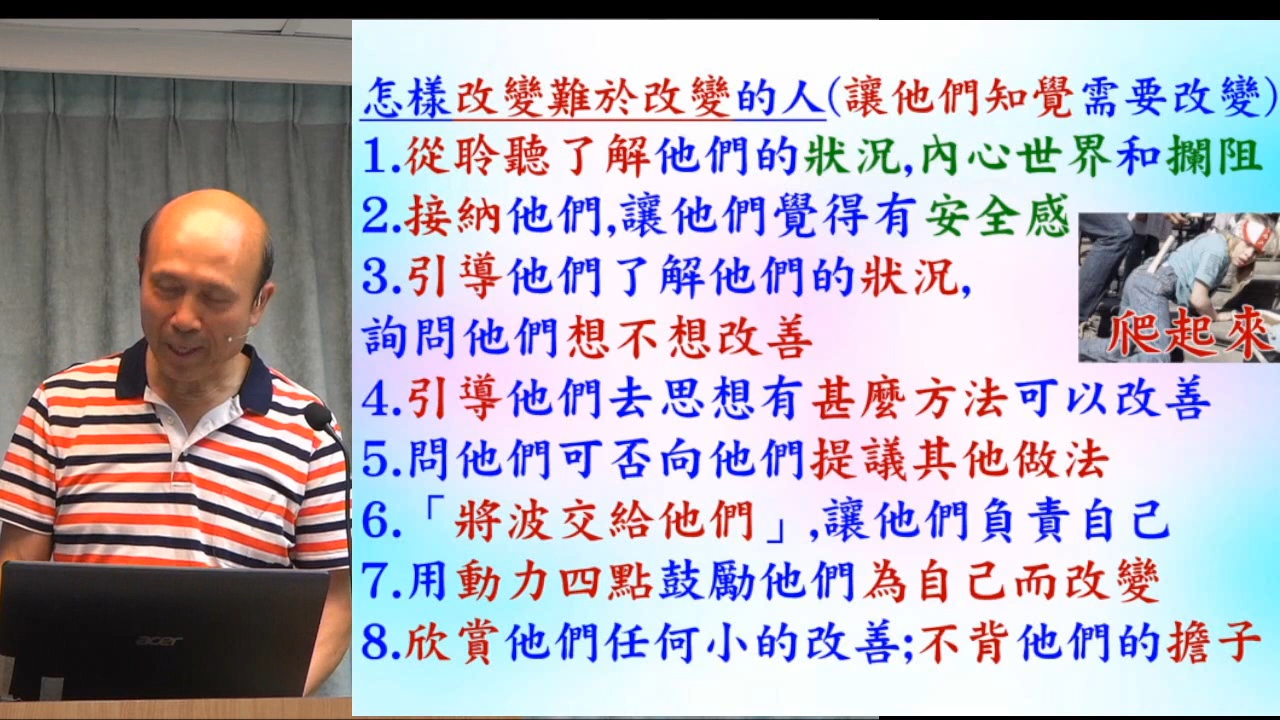 怎樣改變難於改變的人(讓他們知覺需要改變)
1.從聆聽了解他們的狀況,內心世界和攔阻
2.接納他們,讓他們覺得有安全感
3.引導他們了解他們的狀況,
詢問他們想不想改善
爬起來
4.引導他們去思想有甚麼方法可以改善
5.問他們可否向他們提議其他做法
6.「將波交給他們」,讓他們負責自己
7.用動力四點鼓勵他們為自己而改變
8.欣賞他們任何小的改善;不背他們的擔子
acer